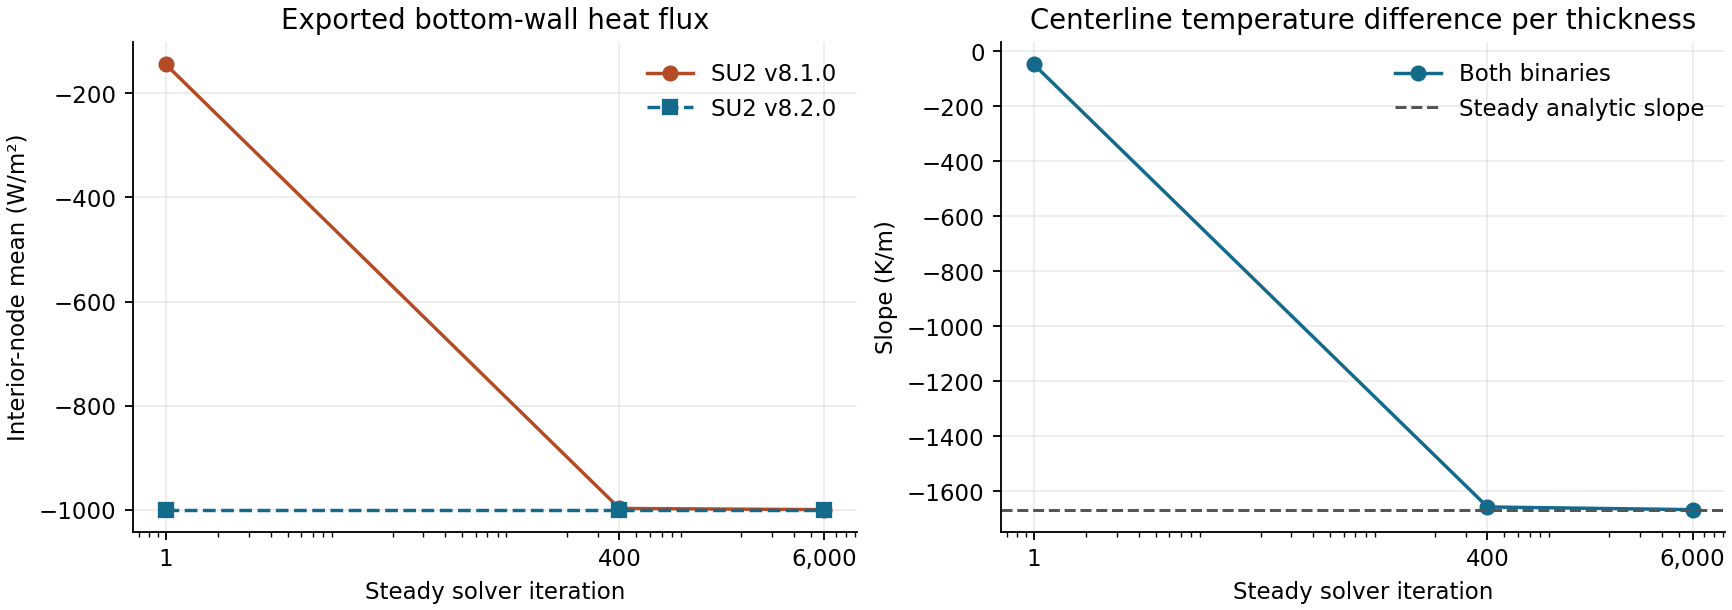 Exported bottom-wall heat flux
SU2 v8.1.0
SU2 v8.2.0
Interior-node mean (W/m²)
−200
−400
−600
−800
−1000
1
400
6,000
Steady solver iteration
Centerline temperature difference per thickness
Both binaries
Steady analytic slope
Slope (K/m)
0
−200
−400
−600
−800
−1000
−1200
−1400
−1600
1
400
6,000
Steady solver iteration